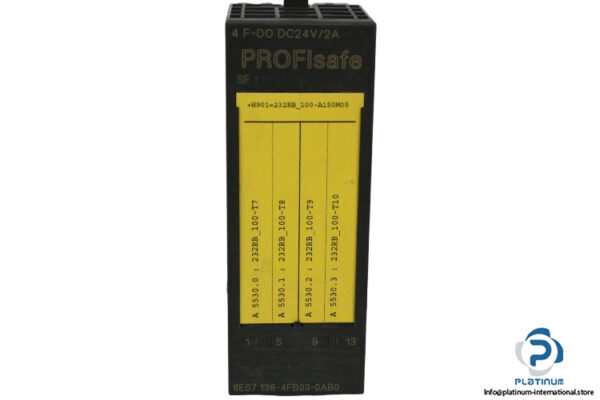 4 F-DO DC24V/2A
PROFIsafe
SF
=H901=232RB_100-A150M05
A 5530.0 : 232RB_100-T7
A 5530.1 : 232RB_100-T8
A 5530.2 : 232RB_100-T9
A 5530.3 : 232RB_100-T10
1 5 9 13
6ES7 138-4FB03-0AB0
PLATINUM
platinum-international.store